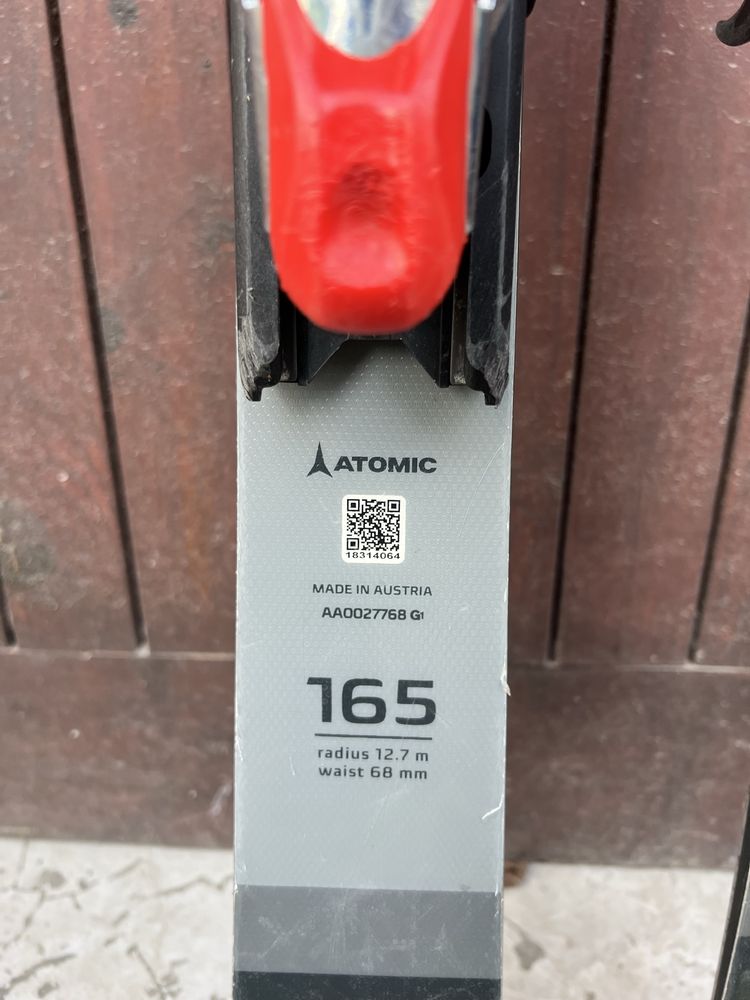 ATOMIC
18314064
MADE IN AUSTRIA
AA0027768 G1
165
radius 12.7 m
waist 68 mm